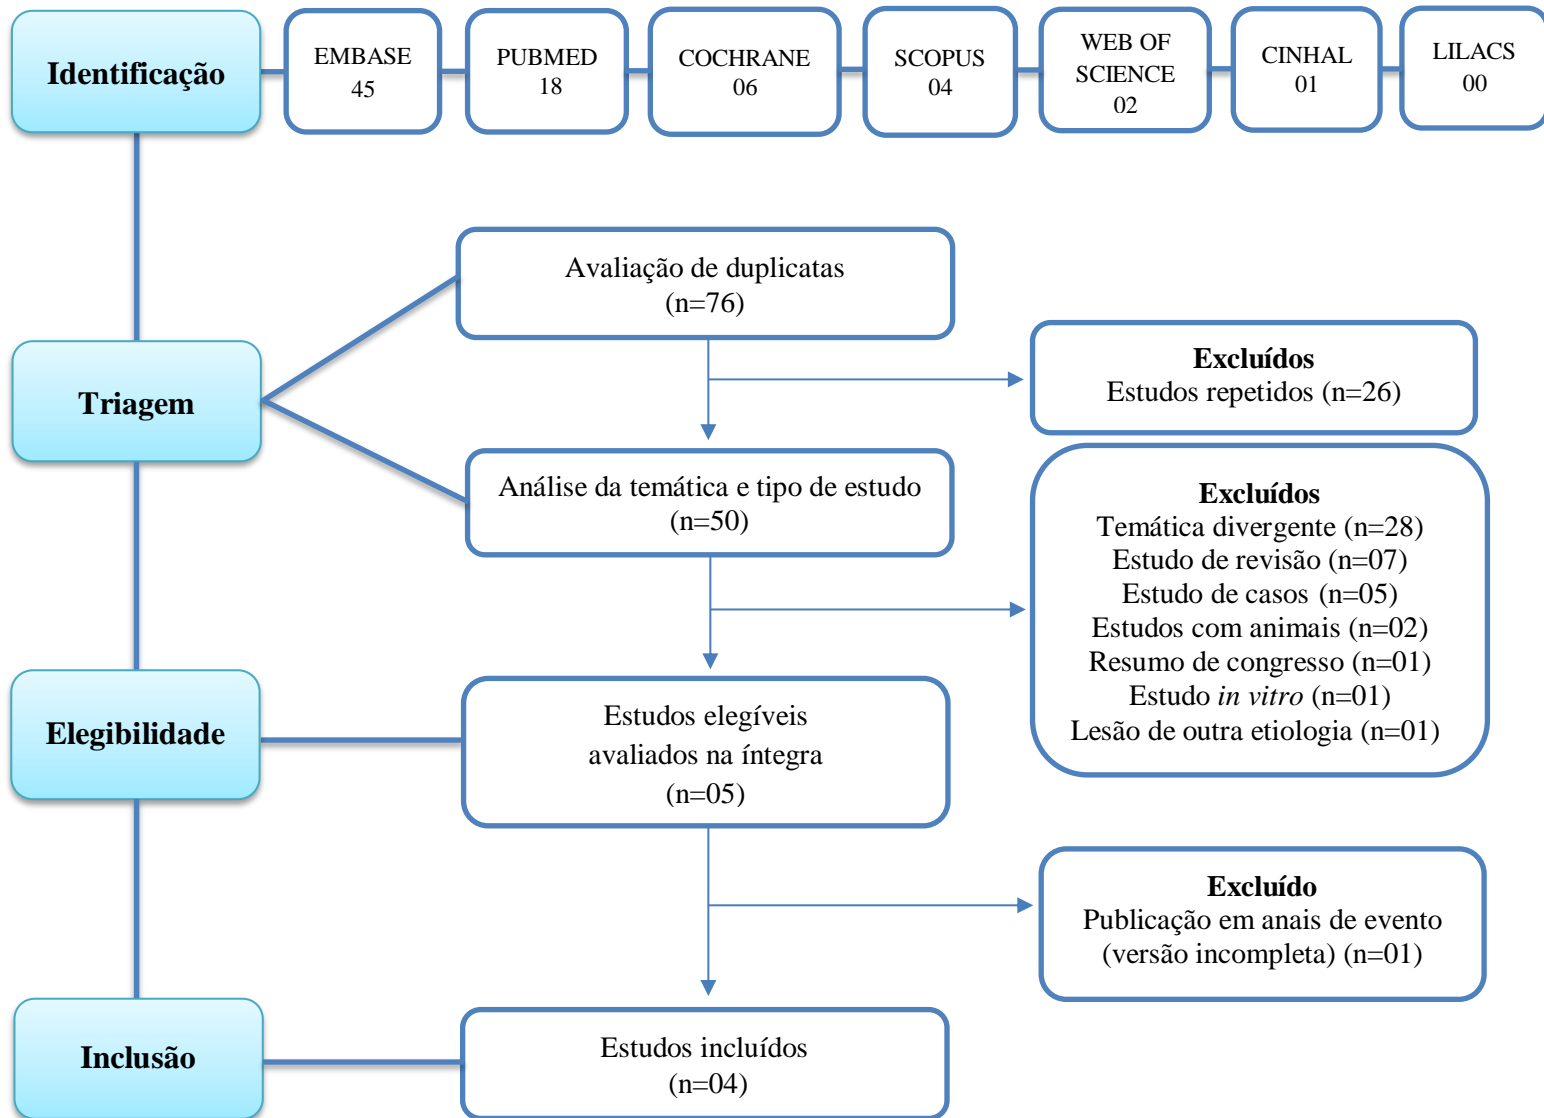 Identificação
EMBASE
45
PUBMED
18
COCHRANE
06
SCOPUS
04
WEB OF
SCIENCE
02
CINHAL
01
LILACS
00
Triagem
Avaliação de duplicatas
(n=76)
Excluídos
Estudos repetidos (n=26)
Análise da temática e tipo de estudo
(n=50)
Excluídos
Temática divergente (n=28)
Estudo de revisão (n=07)
Estudo de casos (n=05)
Estudos com animais (n=02)
Resumo de congresso (n=01)
Estudo in vitro (n=01)
Lesão de outra etiologia (n=01)
Elegibilidade
Estudos elegíveis
avaliados na íntegra
(n=05)
Excluído
Publicação em anais de evento
(versão incompleta) (n=01)
Inclusão
Estudos incluídos
(n=04)